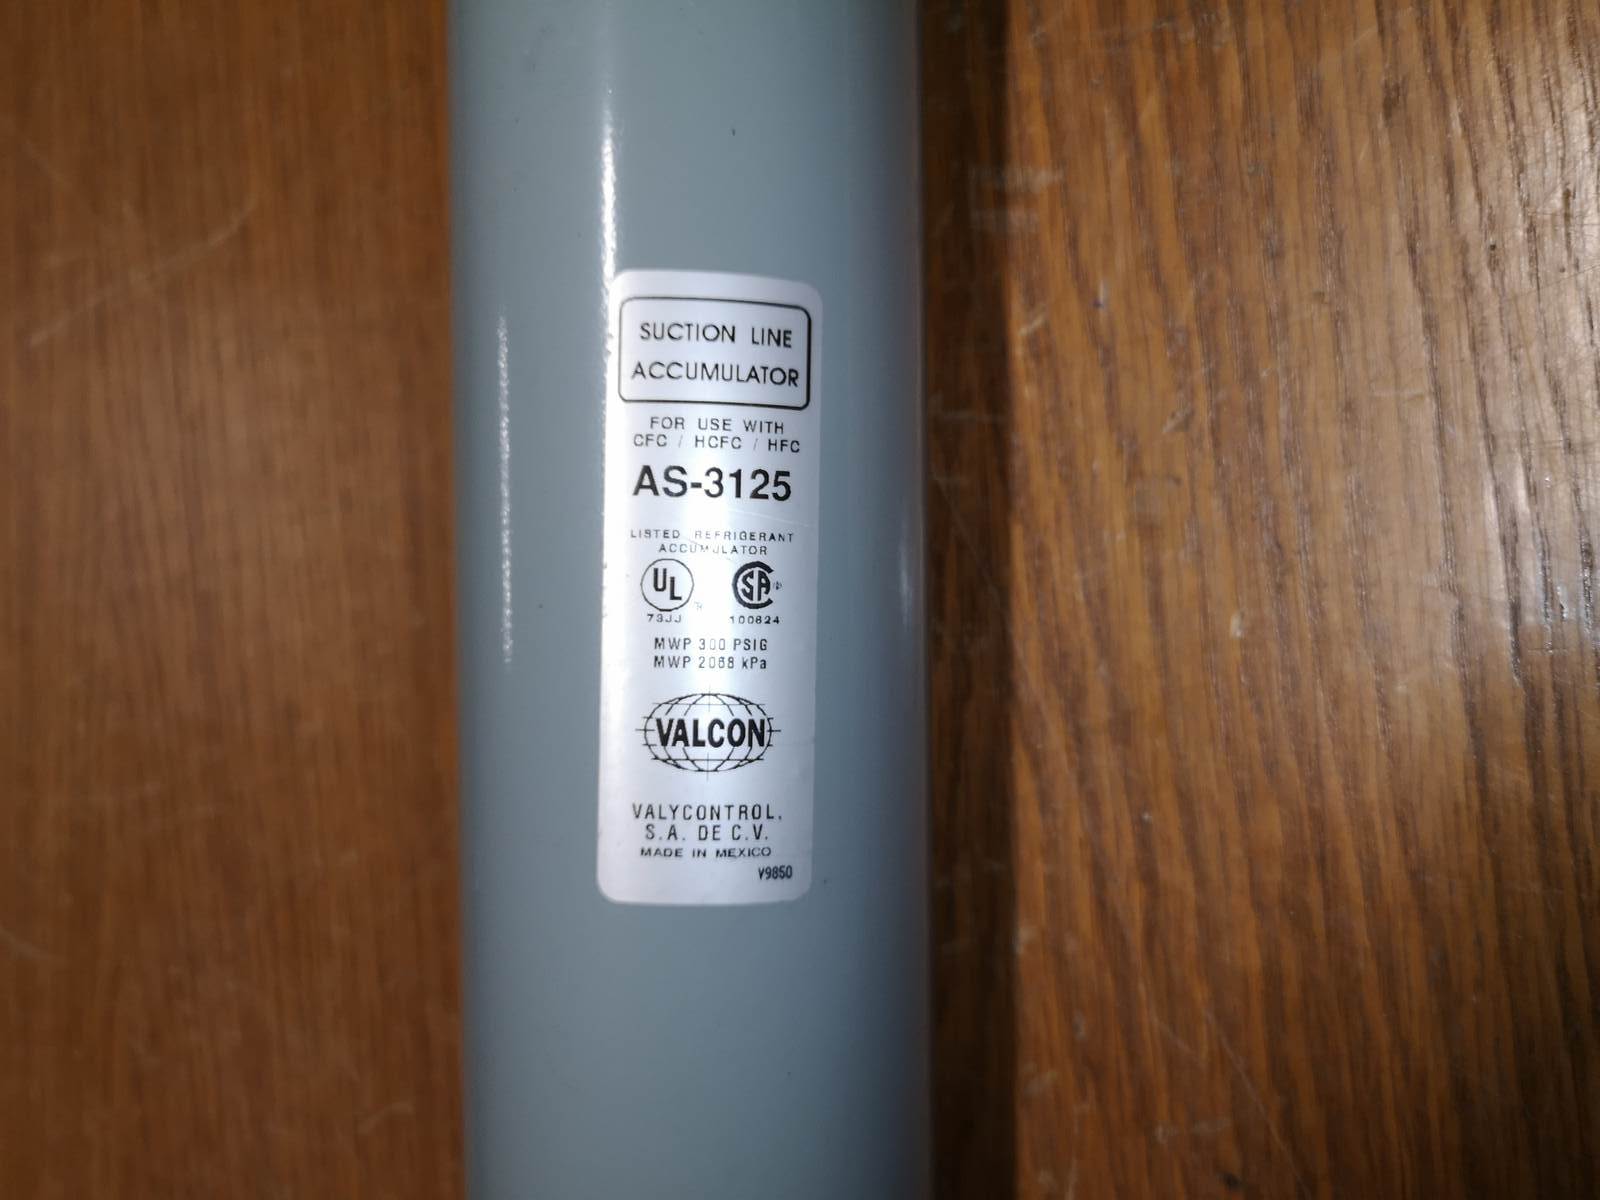 SUCTION LINE
ACCUMULATOR
FOR USE WITH
CFC / HCFC / HFC
AS-3125
LISTED REFRIGERANT
ACCUMULATOR
UL SA
73JJ 100824
MWP 300 PSIG
MWP 2068 kPa
VALCON
VALYCONTROL,
S.A. DE C.V.
MADE IN MEXICO
V9850